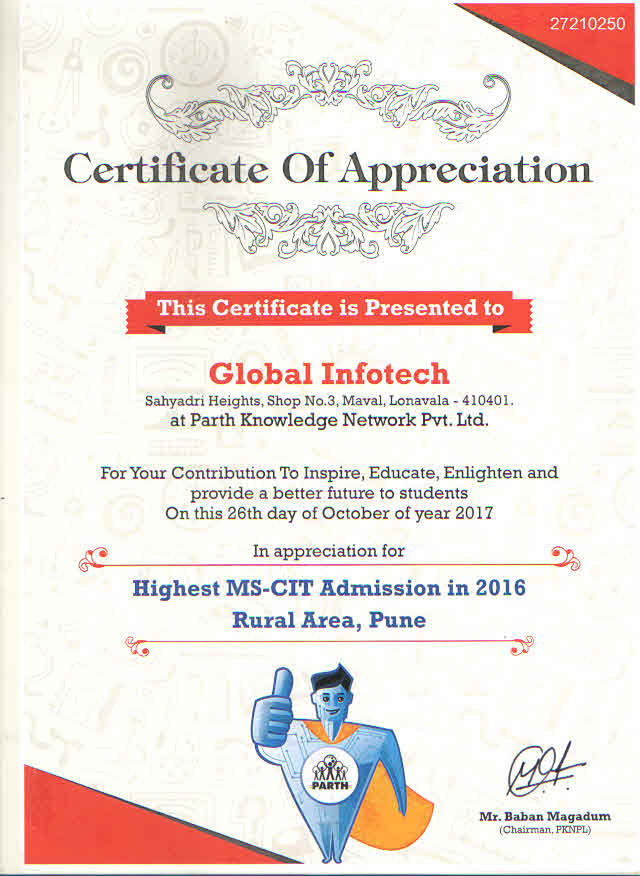 27210250
Certificate Of Appreciation
This Certificate is Presented to
Global Infotech
Sahyadri Heights, Shop No.3, Maval, Lonavala - 410401.
at Parth Knowledge Network Pvt. Ltd.
For Your Contribution To Inspire, Educate, Enlighten and
provide a better future to students
On this 26th day of October of year 2017
In appreciation for
Highest MS-CIT Admission in 2016
Rural Area, Pune
PARTH
Mr. Baban Magadum
(Chairman, PKNPL)